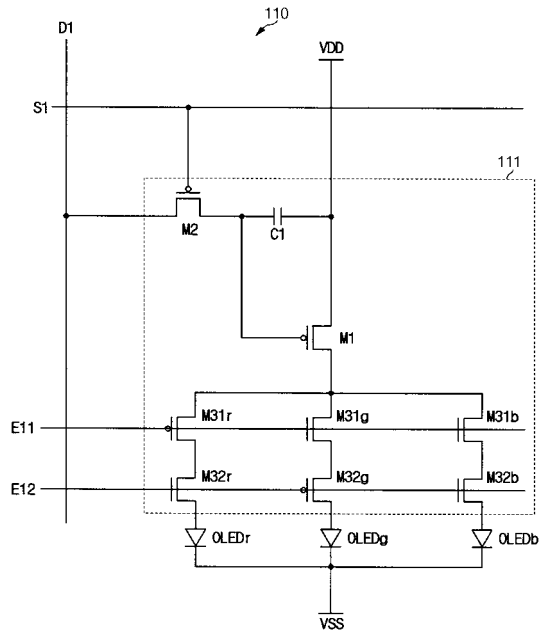 110
D1
VDD
S1
111
M2
C1
M1
M31r
M31g
M31b
E11
M32r
M32g
M32b
E12
OLEDr
OLEDg
OLEDb
VSS